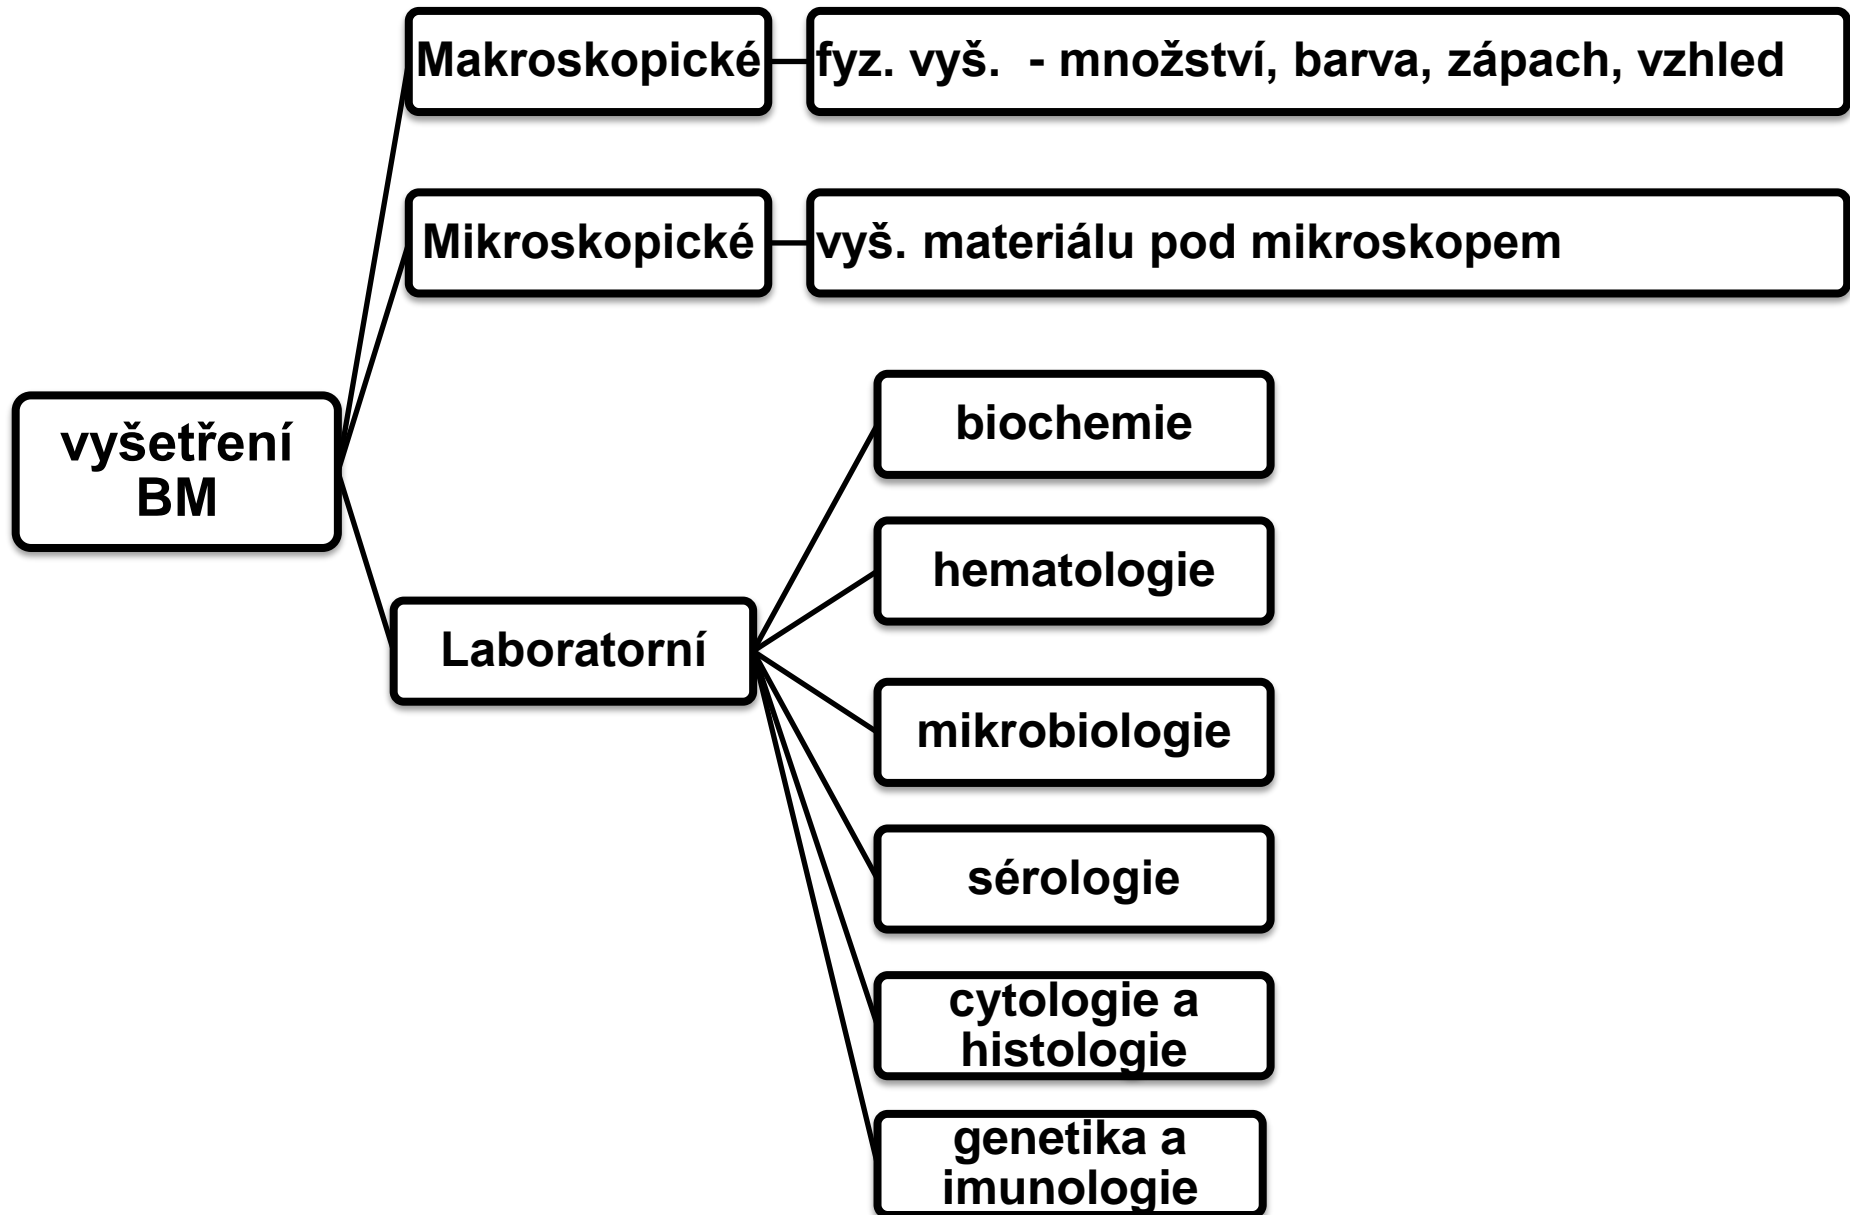 Makroskopické
fyz. vyš.  - množství, barva, zápach, vzhled
Mikroskopické
vyš. materiálu pod mikroskopem
vyšetření
BM
Laboratorní
biochemie
hematologie
mikrobiologie
sérologie
cytologie a
histologie
genetika a
imunologie